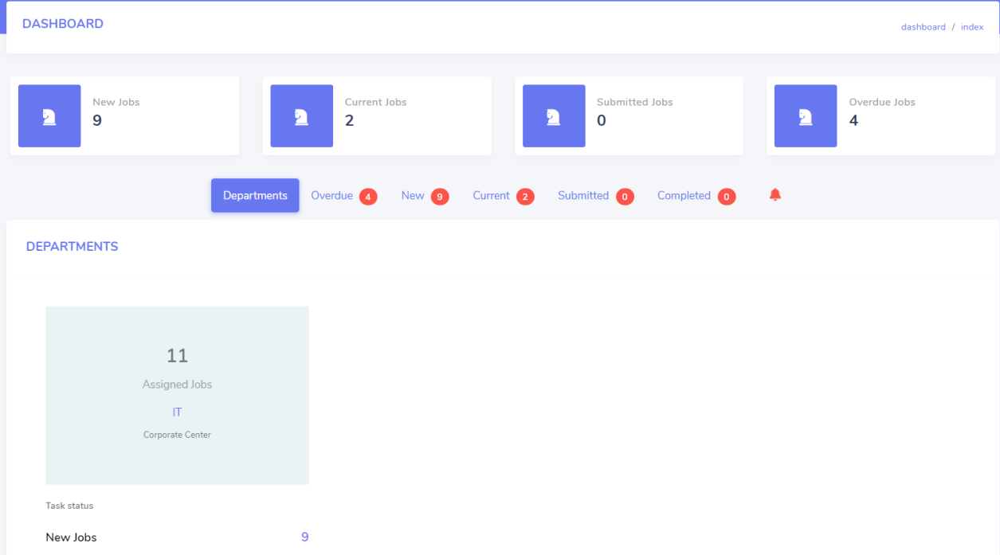 DASHBOARD
dashboard / index
New Jobs
9
Current Jobs
2
Submitted Jobs
0
Overdue Jobs
4
Departments Overdue 4 New 9 Current 2 Submitted 0 Completed 0
DEPARTMENTS
11
Assigned Jobs
IT
Corporate Center
Task status
New Jobs 9